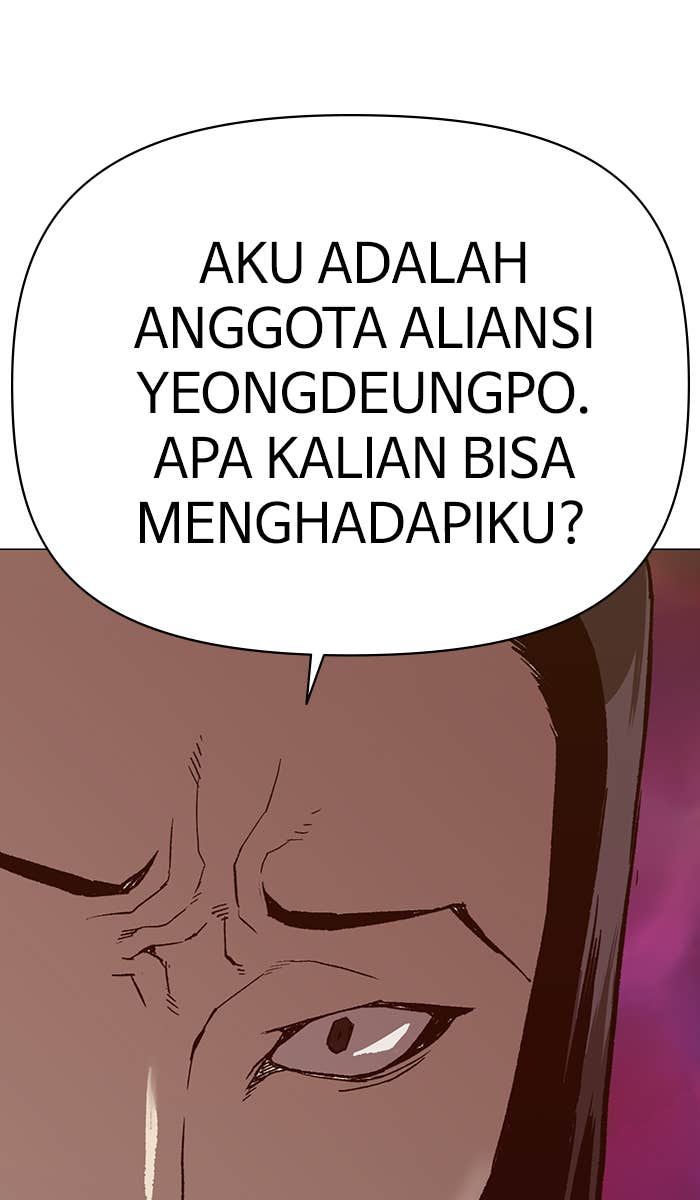 AKU ADALAH
ANGGOTA ALIANSI
YEONGDEUNGPO.
APA KALIAN BISA
MENGHADAPIKU?